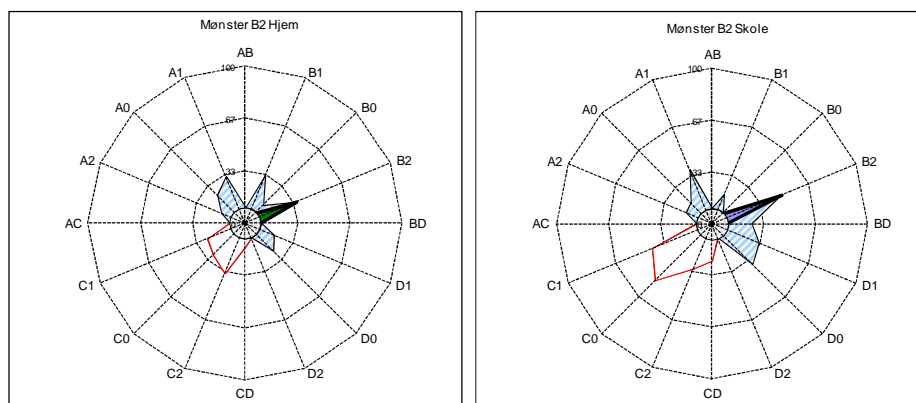 Mønster B2 Hjem
AB
A1
B1
A0
B0
A2
B2
AC
BD
C1
D1
C0
D0
C2
D2
CD
100
67
33
Mønster B2 Skole
AB
A1
B1
A0
B0
A2
B2
AC
BD
C1
D1
C0
D0
C2
D2
CD
100
67
33